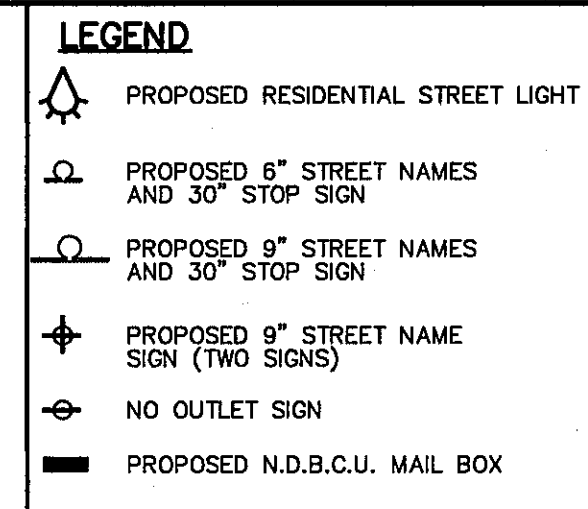 LEGEND
PROPOSED RESIDENTIAL STREET LIGHT
PROPOSED 6" STREET NAMES
AND 30" STOP SIGN
PROPOSED 9" STREET NAMES
AND 30" STOP SIGN
PROPOSED 9" STREET NAME
SIGN (TWO SIGNS)
NO OUTLET SIGN
PROPOSED N.D.B.C.U. MAIL BOX